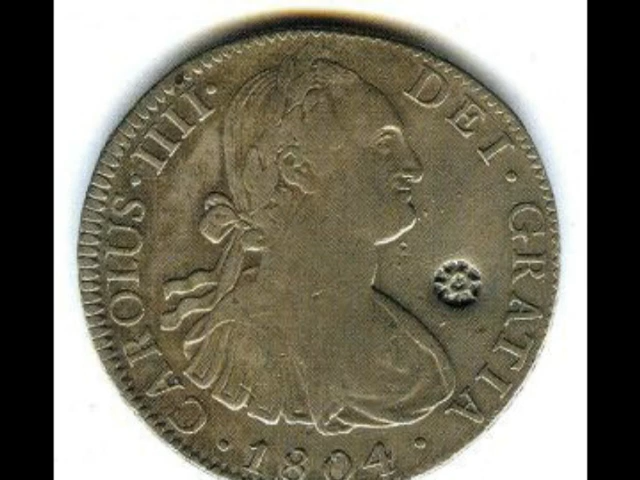 CAROLUS · IIII · DEI · GRATIA
· 1804 ·